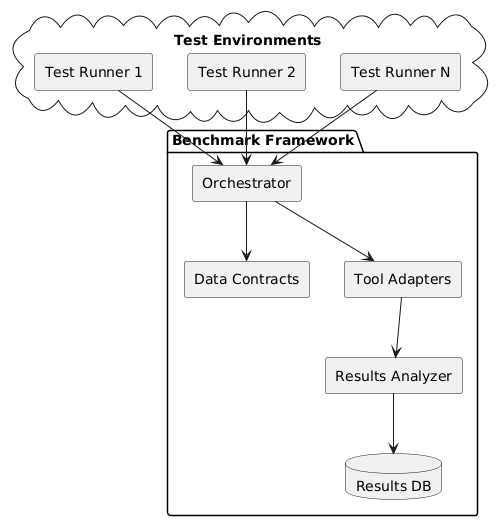 Test Environments
Test Runner 1
Test Runner 2
Test Runner N
Benchmark Framework
Orchestrator
Data Contracts
Tool Adapters
Results Analyzer
Results DB